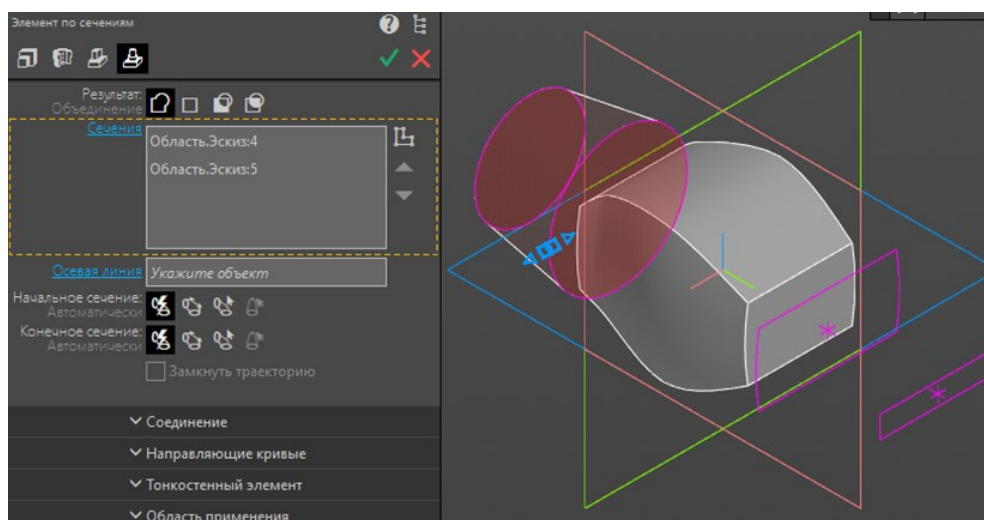 Элемент по сечениям
Результат:
Объединение
Сечения
Область.Эскиз:4
Область.Эскиз:5
Осевая линия Укажите объект
Начальное сечение:
Автоматически
Конечное сечение:
Автоматически
Замкнуть траекторию
Соединение
Направляющие кривые
Тонкостенный элемент
Область применения